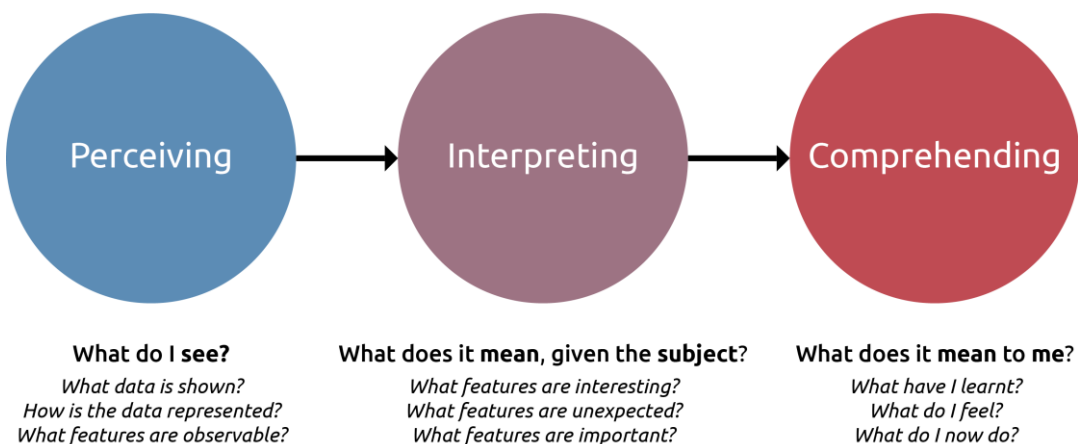 Perceiving
Interpreting
Comprehending
What do I see?
What data is shown?
How is the data represented?
What features are observable?
What does it mean, given the subject?
What features are interesting?
What features are unexpected?
What features are important?
What does it mean to me?
What have I learnt?
What do I feel?
What do I now do?